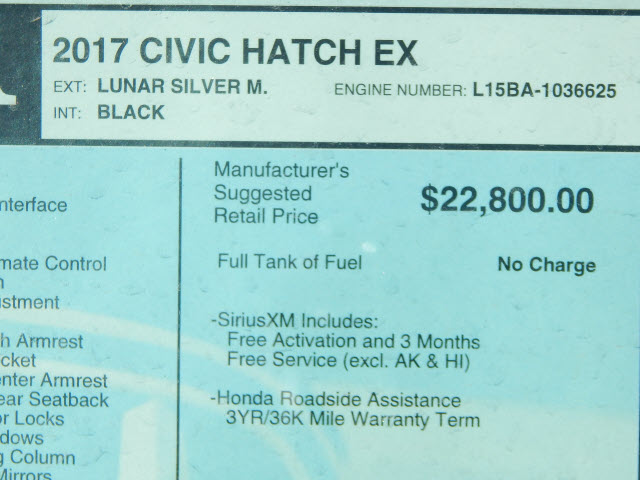 2017 CIVIC HATCH EX
EXT: LUNAR SILVER M.
ENGINE NUMBER: L15BA-1036625
INT: BLACK
Manufacturer's
Suggested
Retail Price
$22,800.00
Full Tank of Fuel
No Charge
-SiriusXM Includes:
Free Activation and 3 Months
Free Service (excl. AK & HI)
-Honda Roadside Assistance
3YR/36K Mile Warranty Term
nterface
mate Control
stment
h Armrest
cket
enter Armrest
ear Seatback
or Locks
dows
g Column
Mirrors